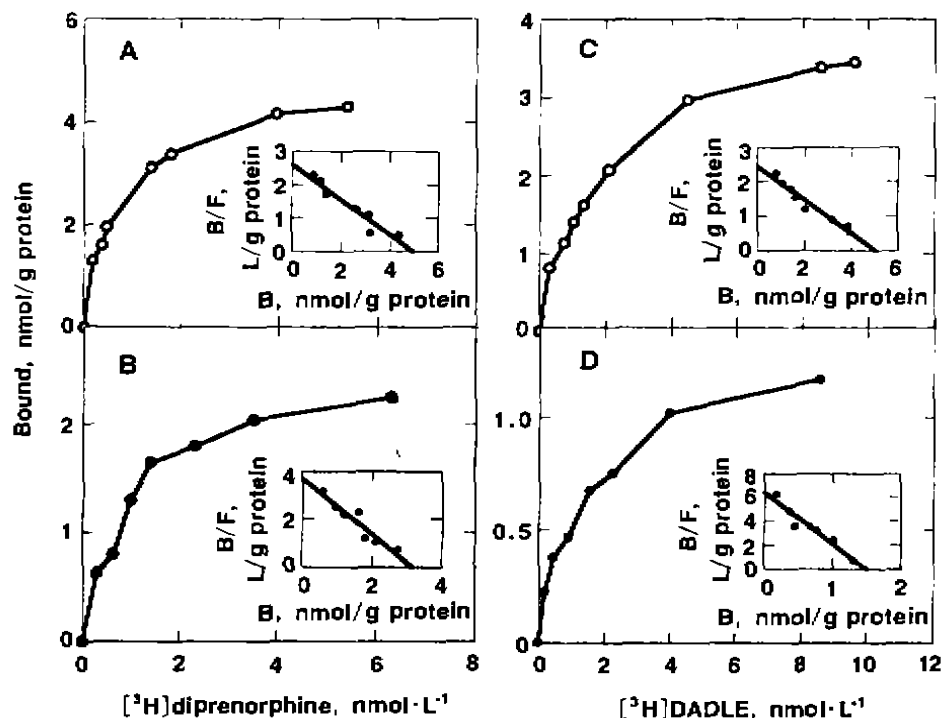 A
6
4
2
0
Bound, nmol/g protein
3
2
1
0
B/F,
L/g protein
0 2 4 6
B, nmol/g protein
C
4
3
2
1
0
3
2
1
0
B/F,
L/g protein
0 2 4 6
B, nmol/g protein
B
2
1
0
4
2
0
B/F,
L/g protein
0 2 4
B, nmol/g protein
0 2 4 6 8
[³H]diprenorphine, nmol·L⁻¹
D
1.0
0.5
0
8
6
4
2
0
B/F,
L/g protein
0 1 2
B, nmol/g protein
0 2 4 6 8 10 12
[³H]DADLE, nmol·L⁻¹